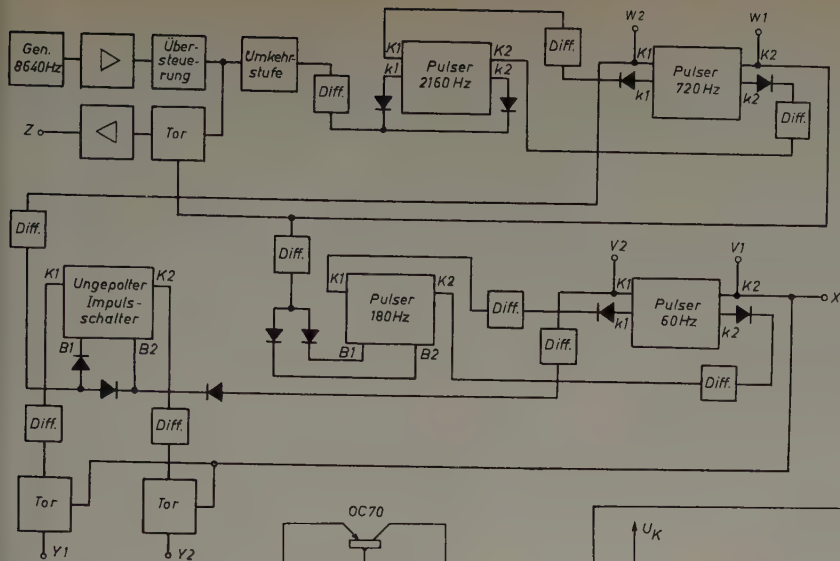 Gen.
8640Hz
Über-
steue-
rung
Umkehr-
stufe
Diff.
K1
k1
Pulser
2160 Hz
K2
k2
Diff.
W2
K1
k1
Pulser
720 Hz
W1
K2
k2
Diff.
Z
Tor
Diff.
K1
Ungepolter
Impuls-
schalter
K2
B1
B2
Diff.
K1
Pulser
180Hz
K2
B1
B2
Diff.
V2
K1
k1
Pulser
60Hz
V1
K2
k2
X
Diff.
Diff.
Diff.
Diff.
Tor
Tor
Y1
Y2
OC70
UK